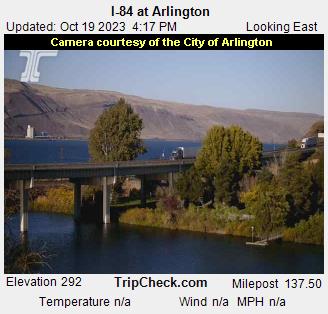 I-84 at Arlington
Updated: Oct 19 2023 4:17 PM Looking East
Camera courtesy of the City of Arlington
Elevation 292 TripCheck.com Milepost 137.50
Temperature n/a Wind n/a MPH n/a